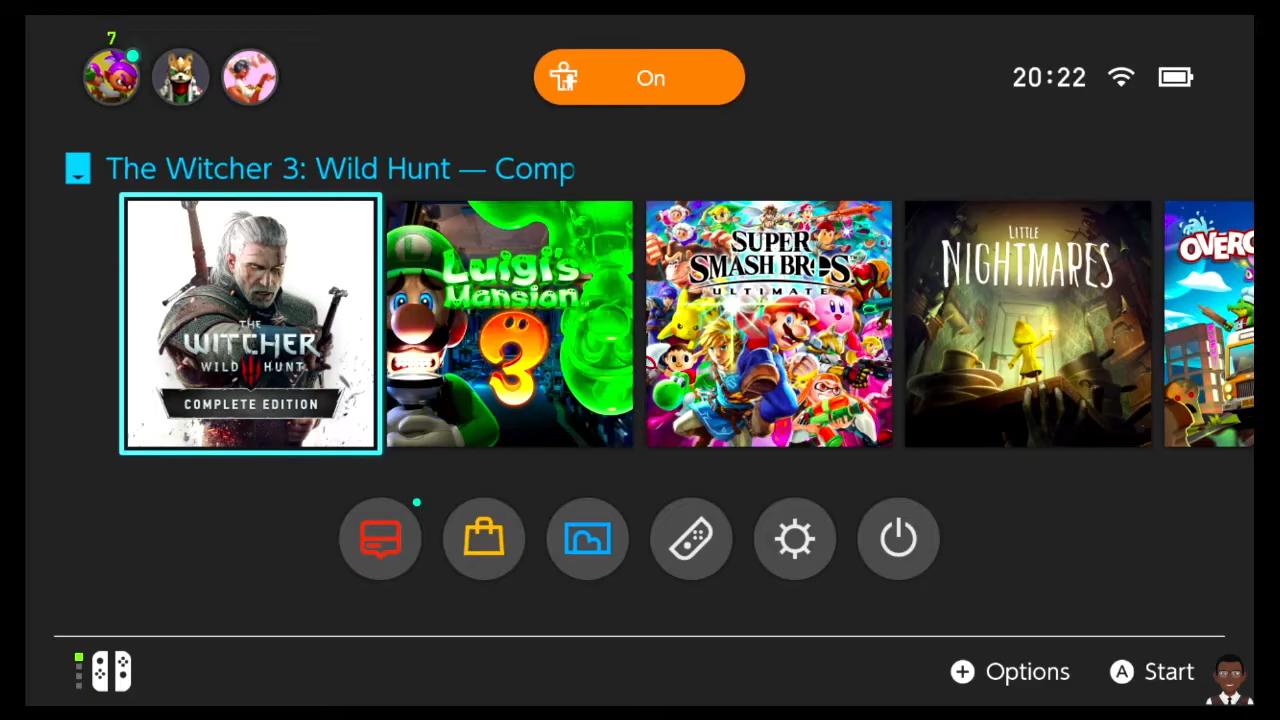 7
On
20:22
The Witcher 3: Wild Hunt — Comp
THE
WITCHER
WILD HUNT
COMPLETE EDITION
Luigi's
Mansion
3
SUPER
SMASH BROS.
ULTIMATE
LITTLE
NIGHTMARES
OVERC
Options
A Start